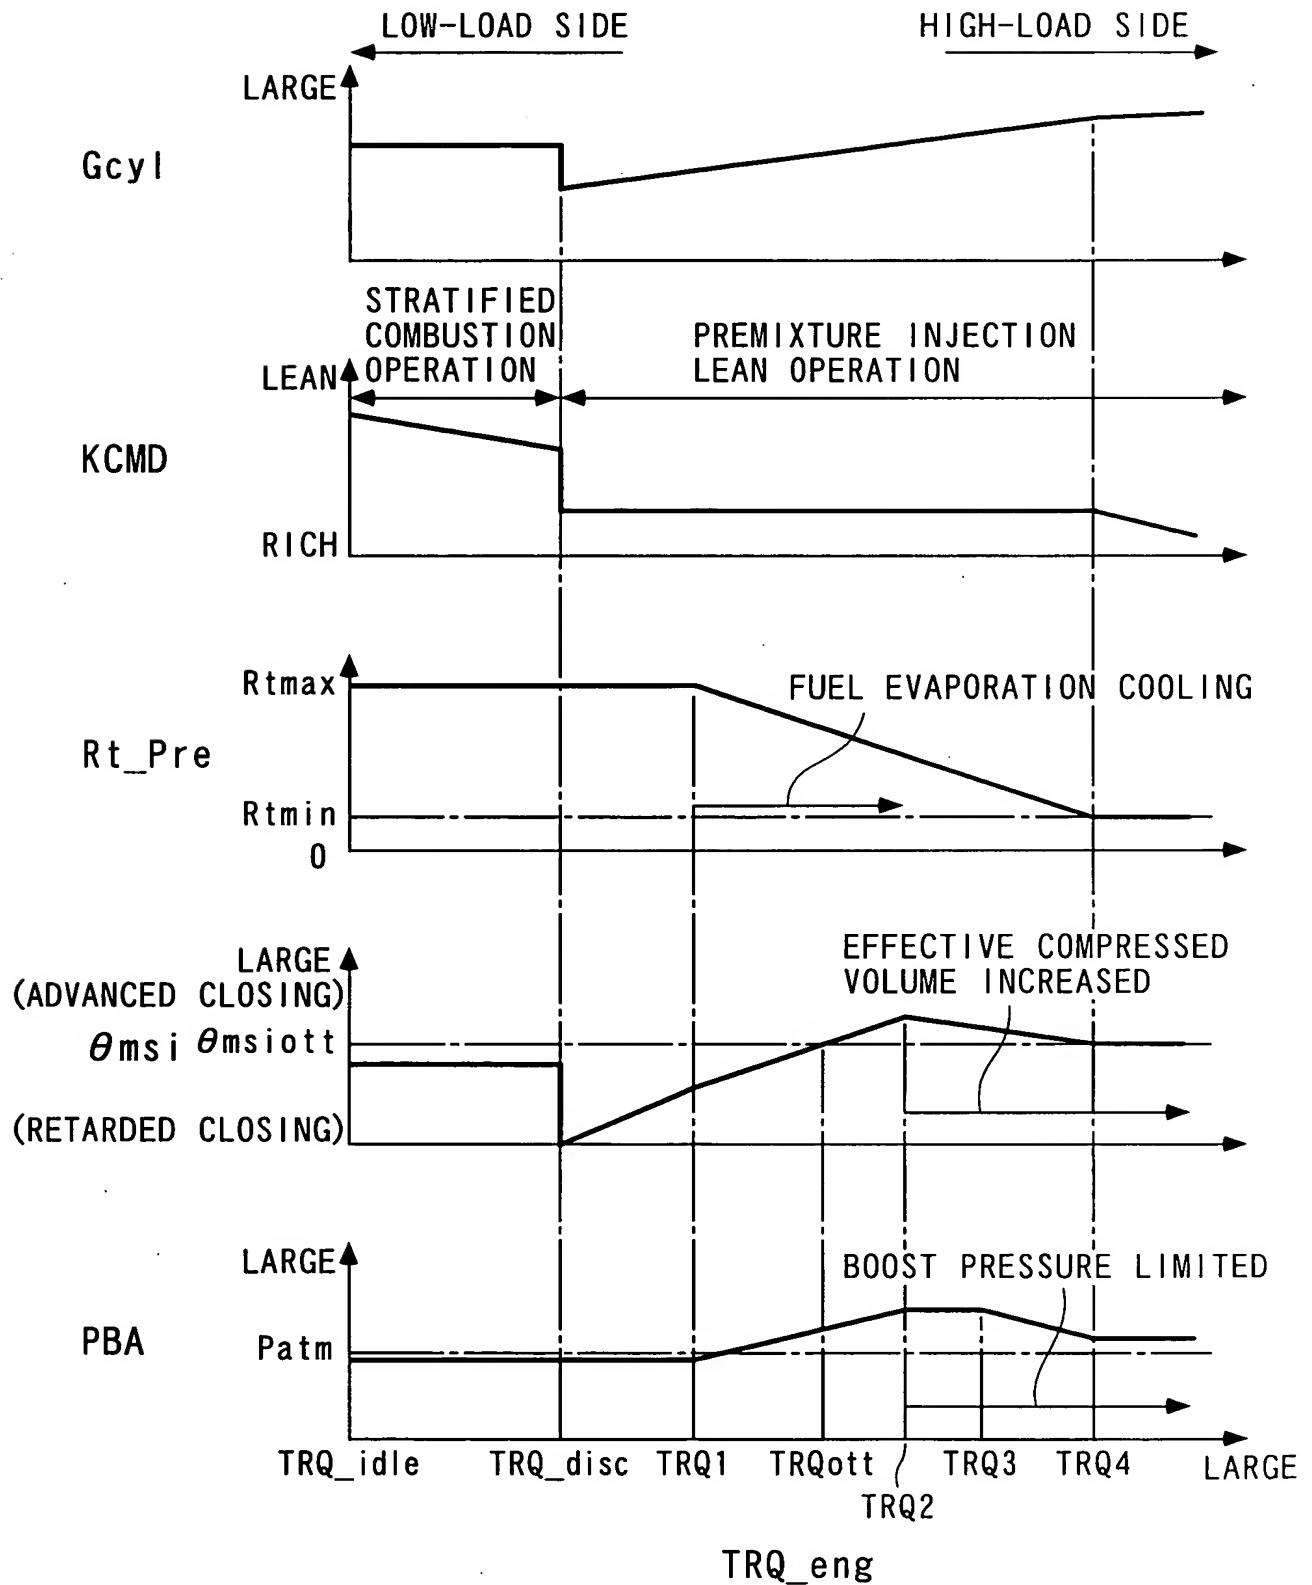 LOW-LOAD SIDE
HIGH-LOAD SIDE
LARGE
Gcyl
STRATIFIED
COMBUSTION
OPERATION
PREMIXTURE INJECTION
LEAN OPERATION
LEAN
KCMD
RICH
Rtmax
FUEL EVAPORATION COOLING
Rt_Pre
Rtmin
0
EFFECTIVE COMPRESSED
VOLUME INCREASED
LARGE
(ADVANCED CLOSING)
θmsi θmsiott
(RETARDED CLOSING)
LARGE
BOOST PRESSURE LIMITED
PBA
Patm
TRQ_idle TRQ_disc TRQ1 TRQott TRQ3 TRQ4 LARGE
TRQ2
TRQ_eng